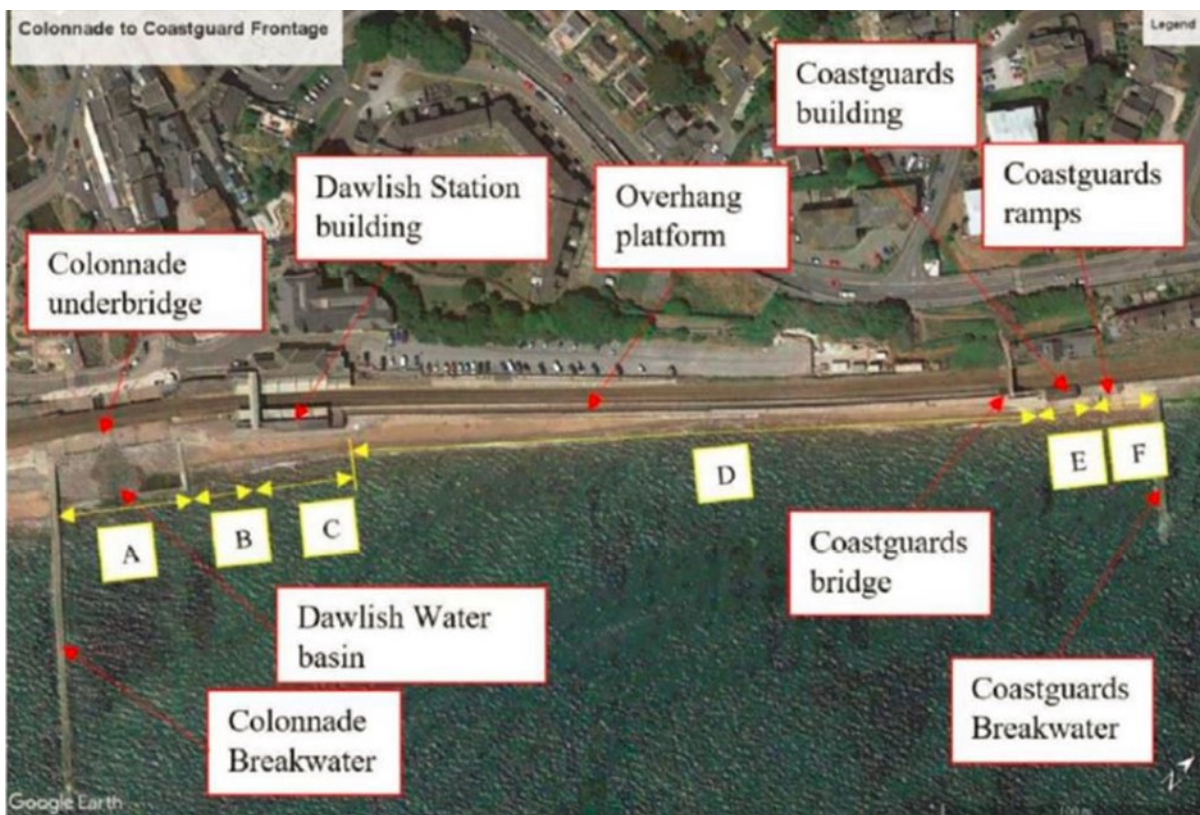 Colonnade to Coastguard Frontage
Legend
Coastguards
building
Coastguards
ramps
Dawlish Station
building
Overhang
platform
Colonnade
underbridge
A
B
C
D
E
F
Coastguards
bridge
Dawlish Water
basin
Coastguards
Breakwater
Colonnade
Breakwater
N
Google Earth